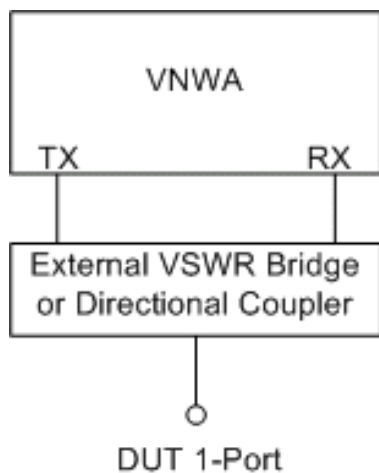 VNWA
TX RX
External VSWR Bridge
or Directional Coupler
DUT 1-Port